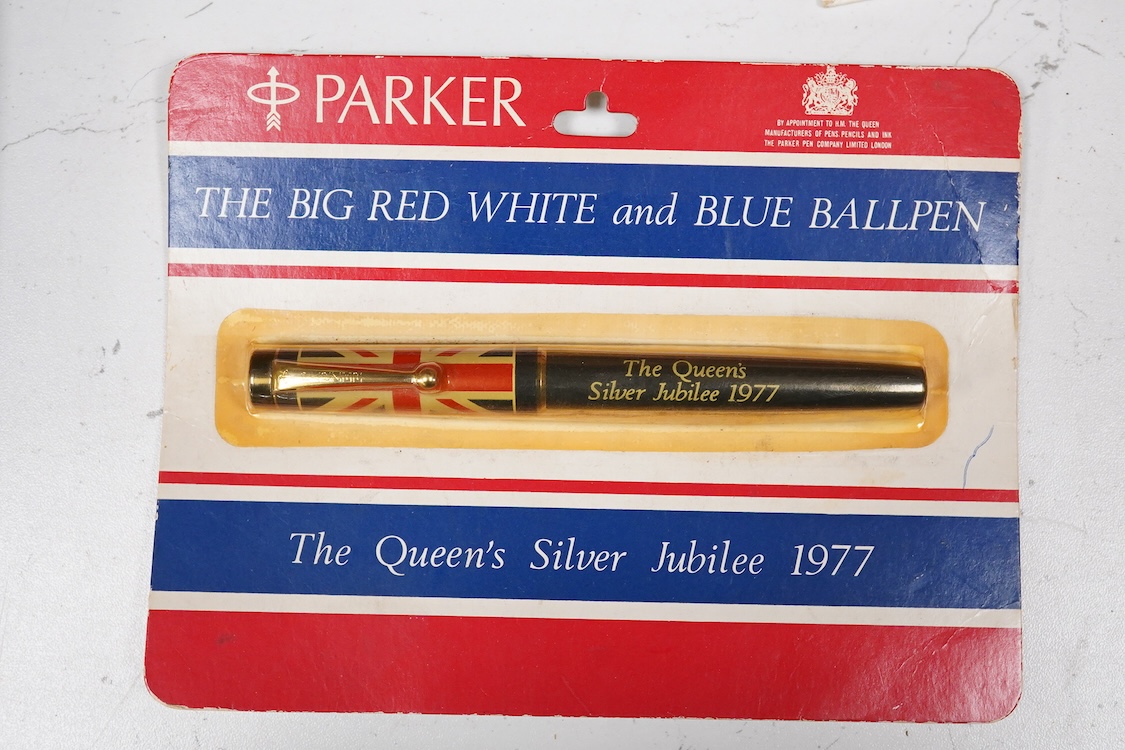 PARKER
BY APPOINTMENT TO H.M. THE QUEEN
MANUFACTURERS OF PENS, PENCILS AND INK
THE PARKER PEN COMPANY LIMITED LONDON
THE BIG RED WHITE and BLUE BALLPEN
The Queen's
Silver Jubilee 1977
The Queen's Silver Jubilee 1977